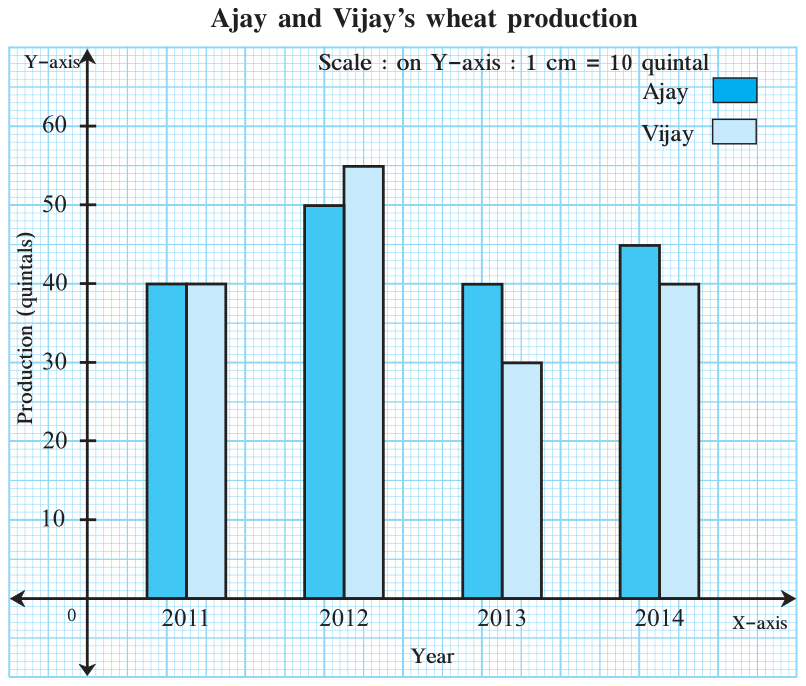 Ajay and Vijay's wheat production
Y-axis
Scale : on Y-axis : 1 cm = 10 quintal
Ajay
Vijay
60
50
40
30
20
10
0
Production (quintals)
2011
2012
2013
2014
X-axis
Year